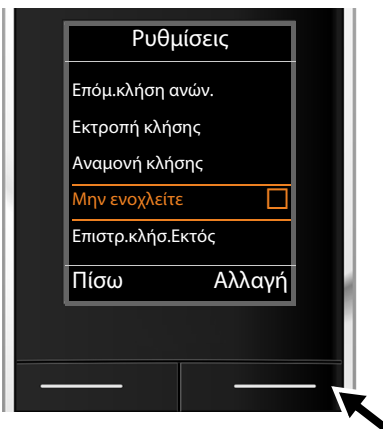 Ρυθμίσεις
Επόμ.κλήση ανών.
Εκτροπή κλήσης
Αναμονή κλήσης
Μην ενοχλείτε
Επιστρ.κλήσ.Εκτός
Πίσω Αλλαγή